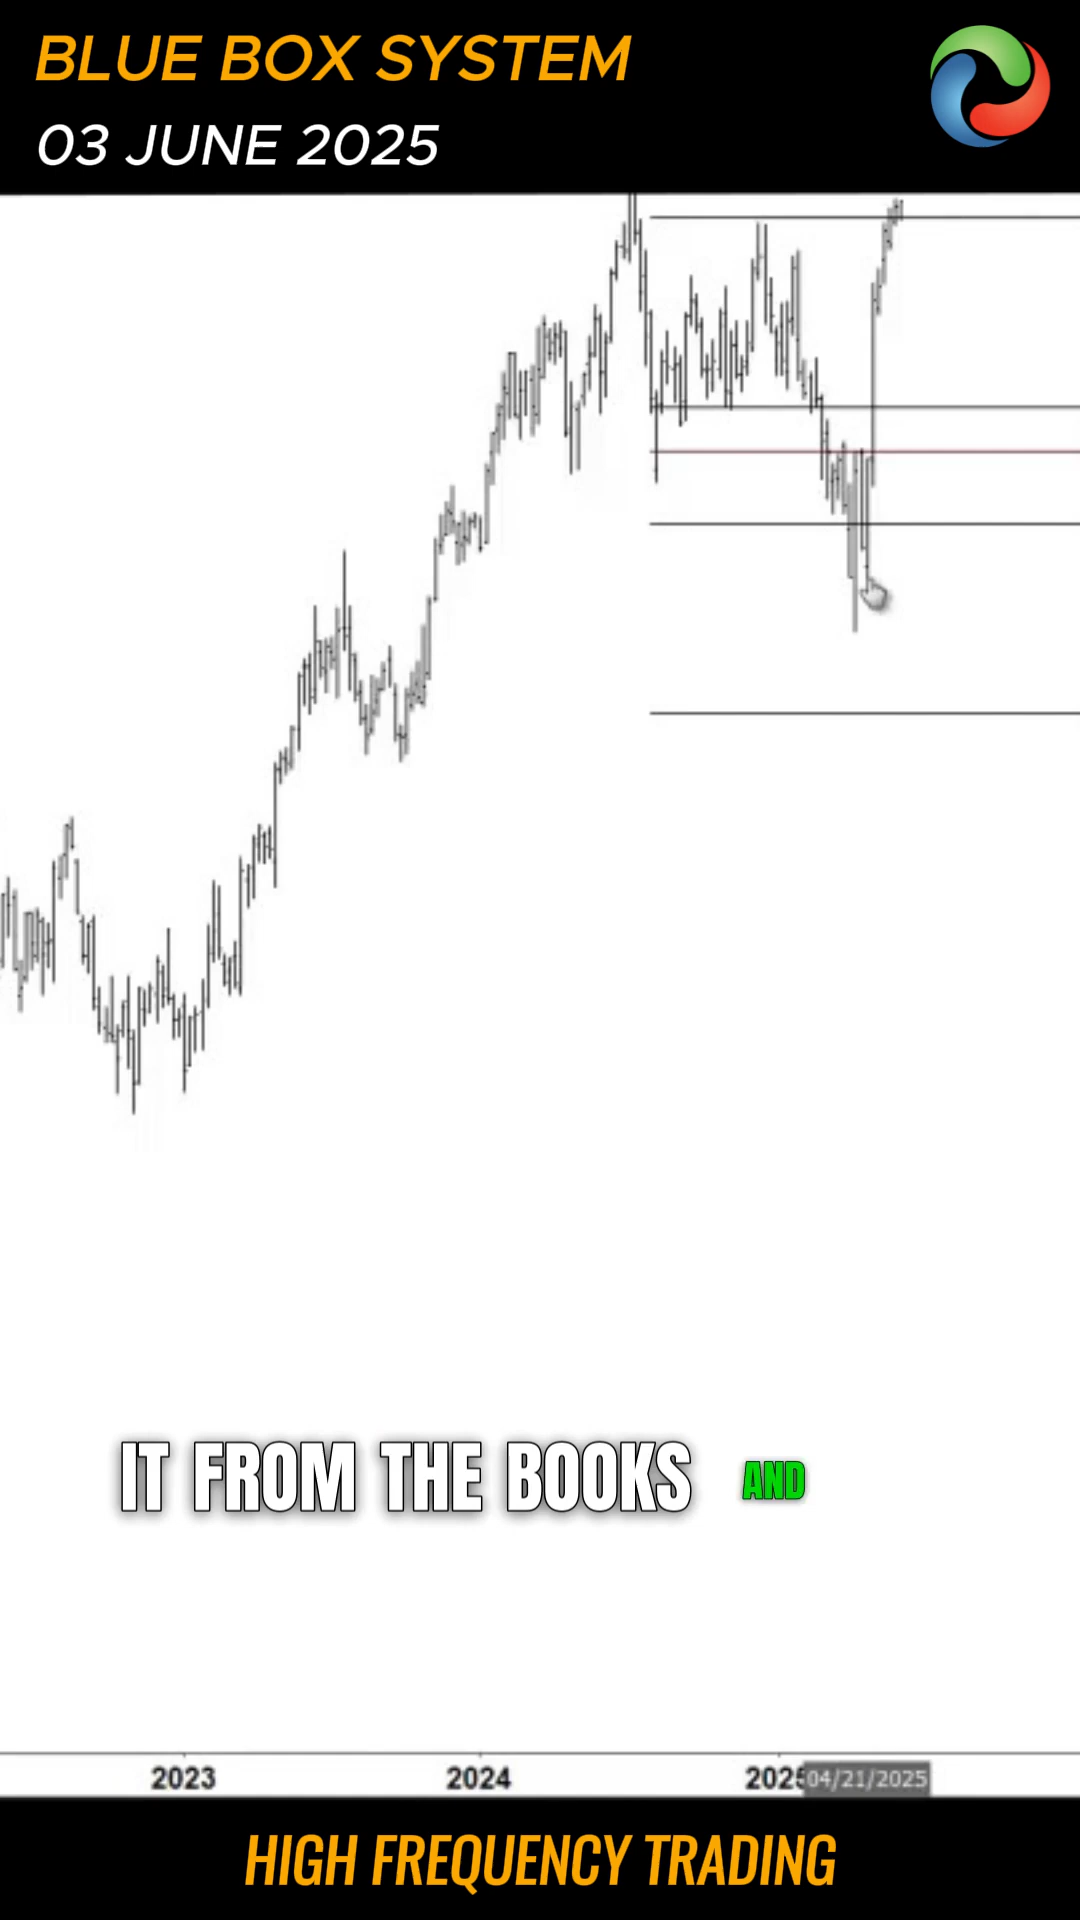 BLUE BOX SYSTEM
03 JUNE 2025
IT FROM THE BOOKS AND
2023 2024 2025 04/21/2025
HIGH FREQUENCY TRADING